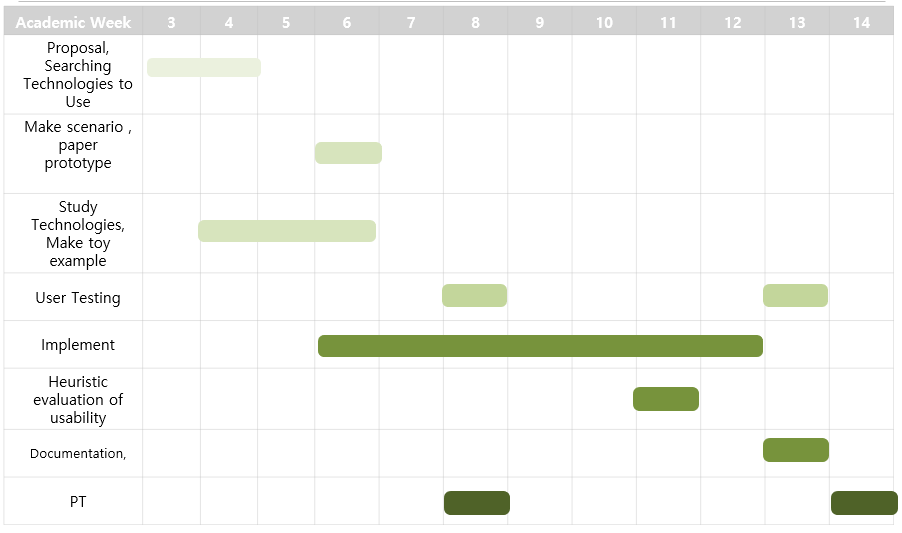 Academic Week 3 4 5 6 7 8 9 10 11 12 13 14
Proposal,
Searching
Technologies to
Use
Make scenario ,
paper
prototype
Study
Technologies,
Make toy
example
User Testing
Implement
Heuristic
evaluation of
usability
Documentation,
PT